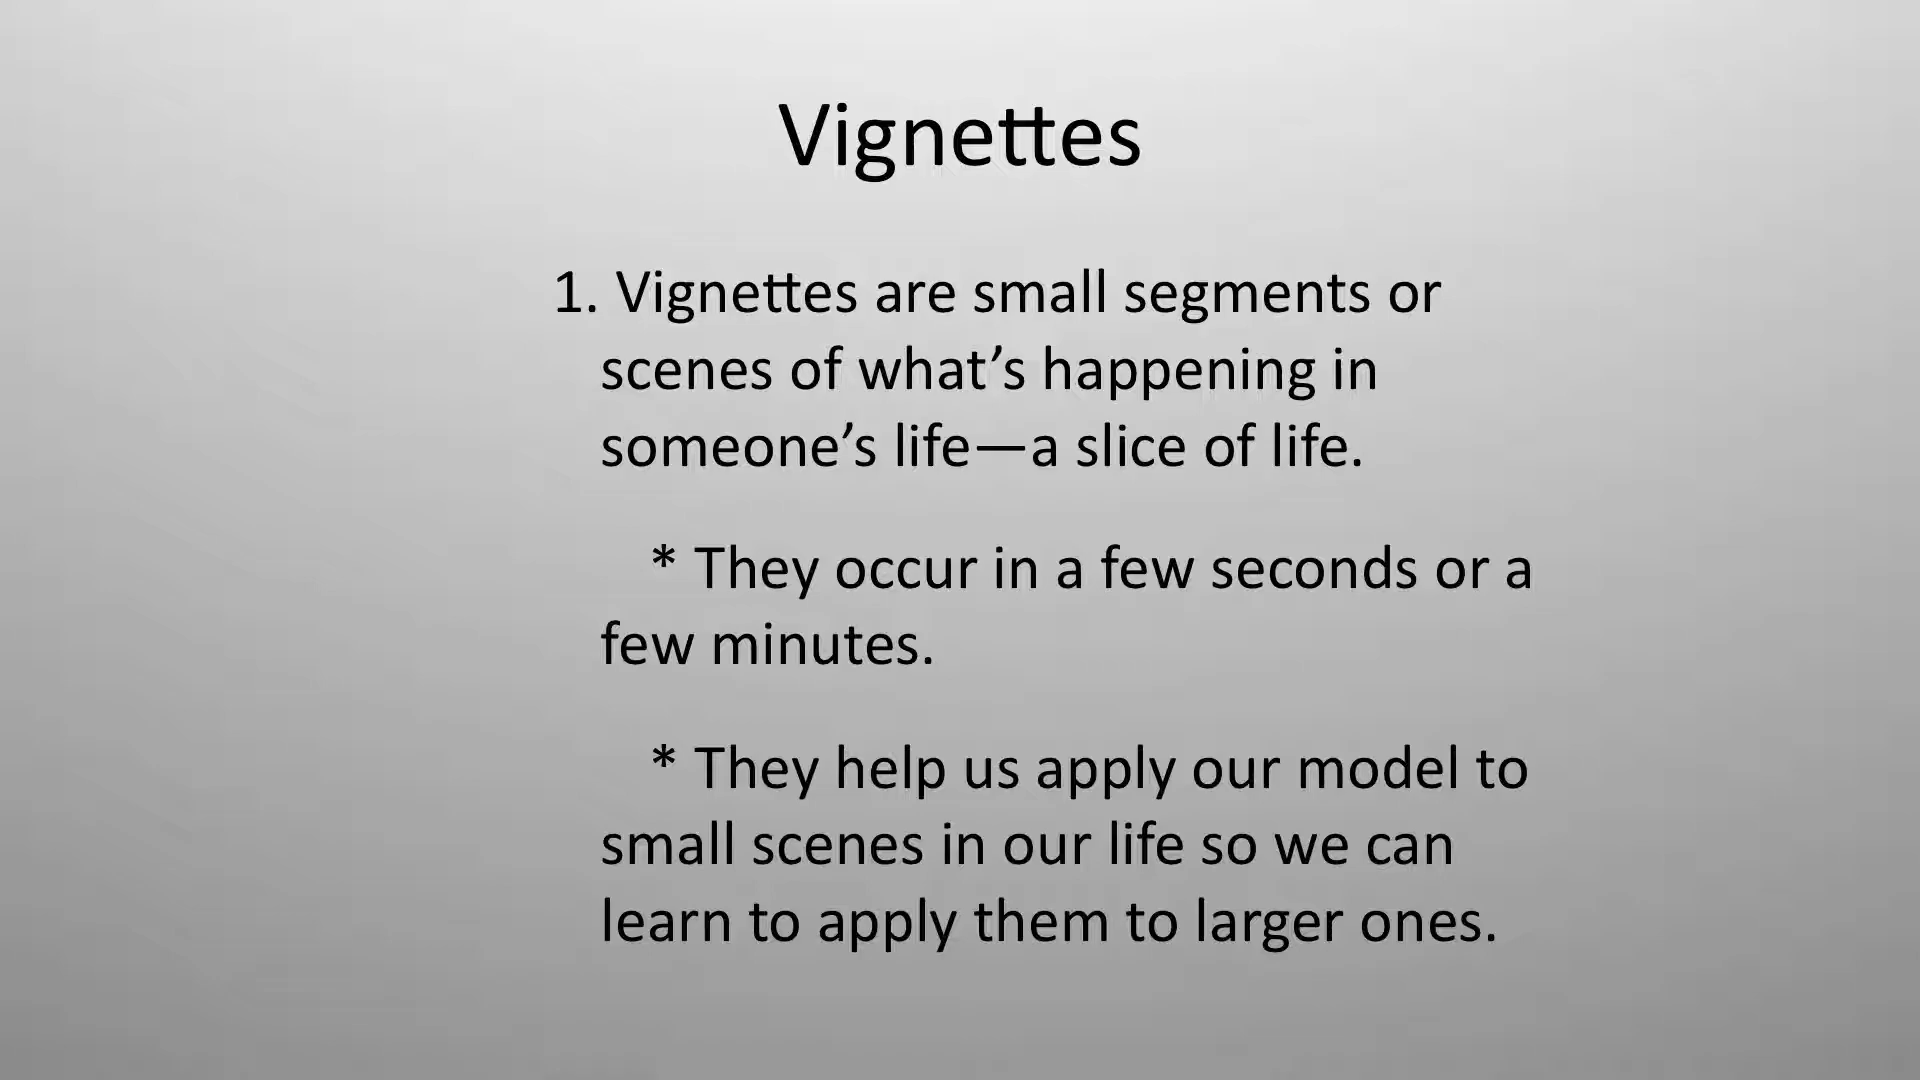 Vignettes
1. Vignettes are small segments or
scenes of what’s happening in
someone’s life—a slice of life.
* They occur in a few seconds or a
few minutes.
* They help us apply our model to
small scenes in our life so we can
learn to apply them to larger ones.